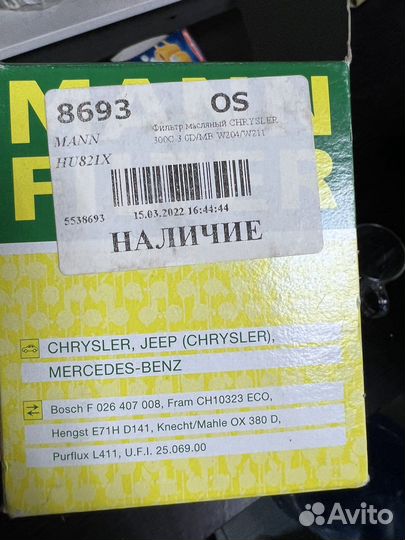 MANN
8693 OS
Фильтр масляный CHRYSLER
MANN 300C 3.0D/MB W204/W211
HU821X
5538693 15.03.2022 16:44:44
НАЛИЧИЕ
CHRYSLER, JEEP (CHRYSLER),
MERCEDES-BENZ
Bosch F 026 407 008, Fram CH10323 ECO,
Hengst E71H D141, Knecht/Mahle OX 380 D,
Purflux L411, U.F.I. 25.069.00
Avito